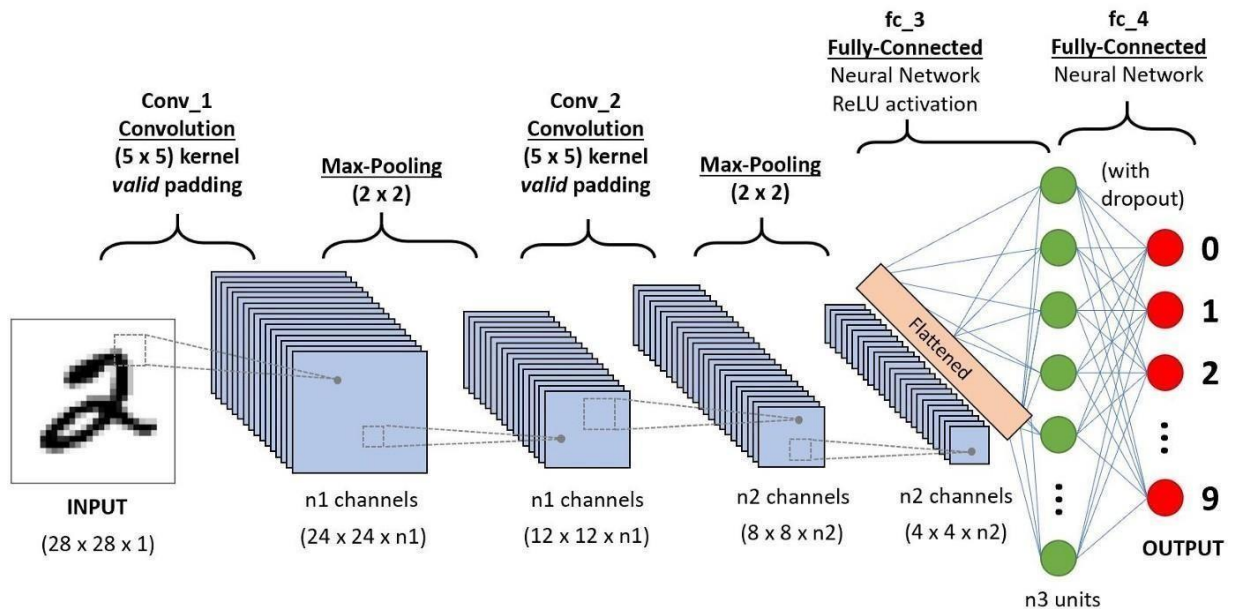 Conv_1
Convolution
(5 x 5) kernel
valid padding
Max-Pooling
(2 x 2)
Conv_2
Convolution
(5 x 5) kernel
valid padding
Max-Pooling
(2 x 2)
fc_3
Fully-Connected
Neural Network
ReLU activation
fc_4
Fully-Connected
Neural Network
(with
dropout)
Flattened
0
1
2
9
OUTPUT
INPUT
(28 x 28 x 1)
n1 channels
(24 x 24 x n1)
n1 channels
(12 x 12 x n1)
n2 channels
(8 x 8 x n2)
n2 channels
(4 x 4 x n2)
n3 units
2